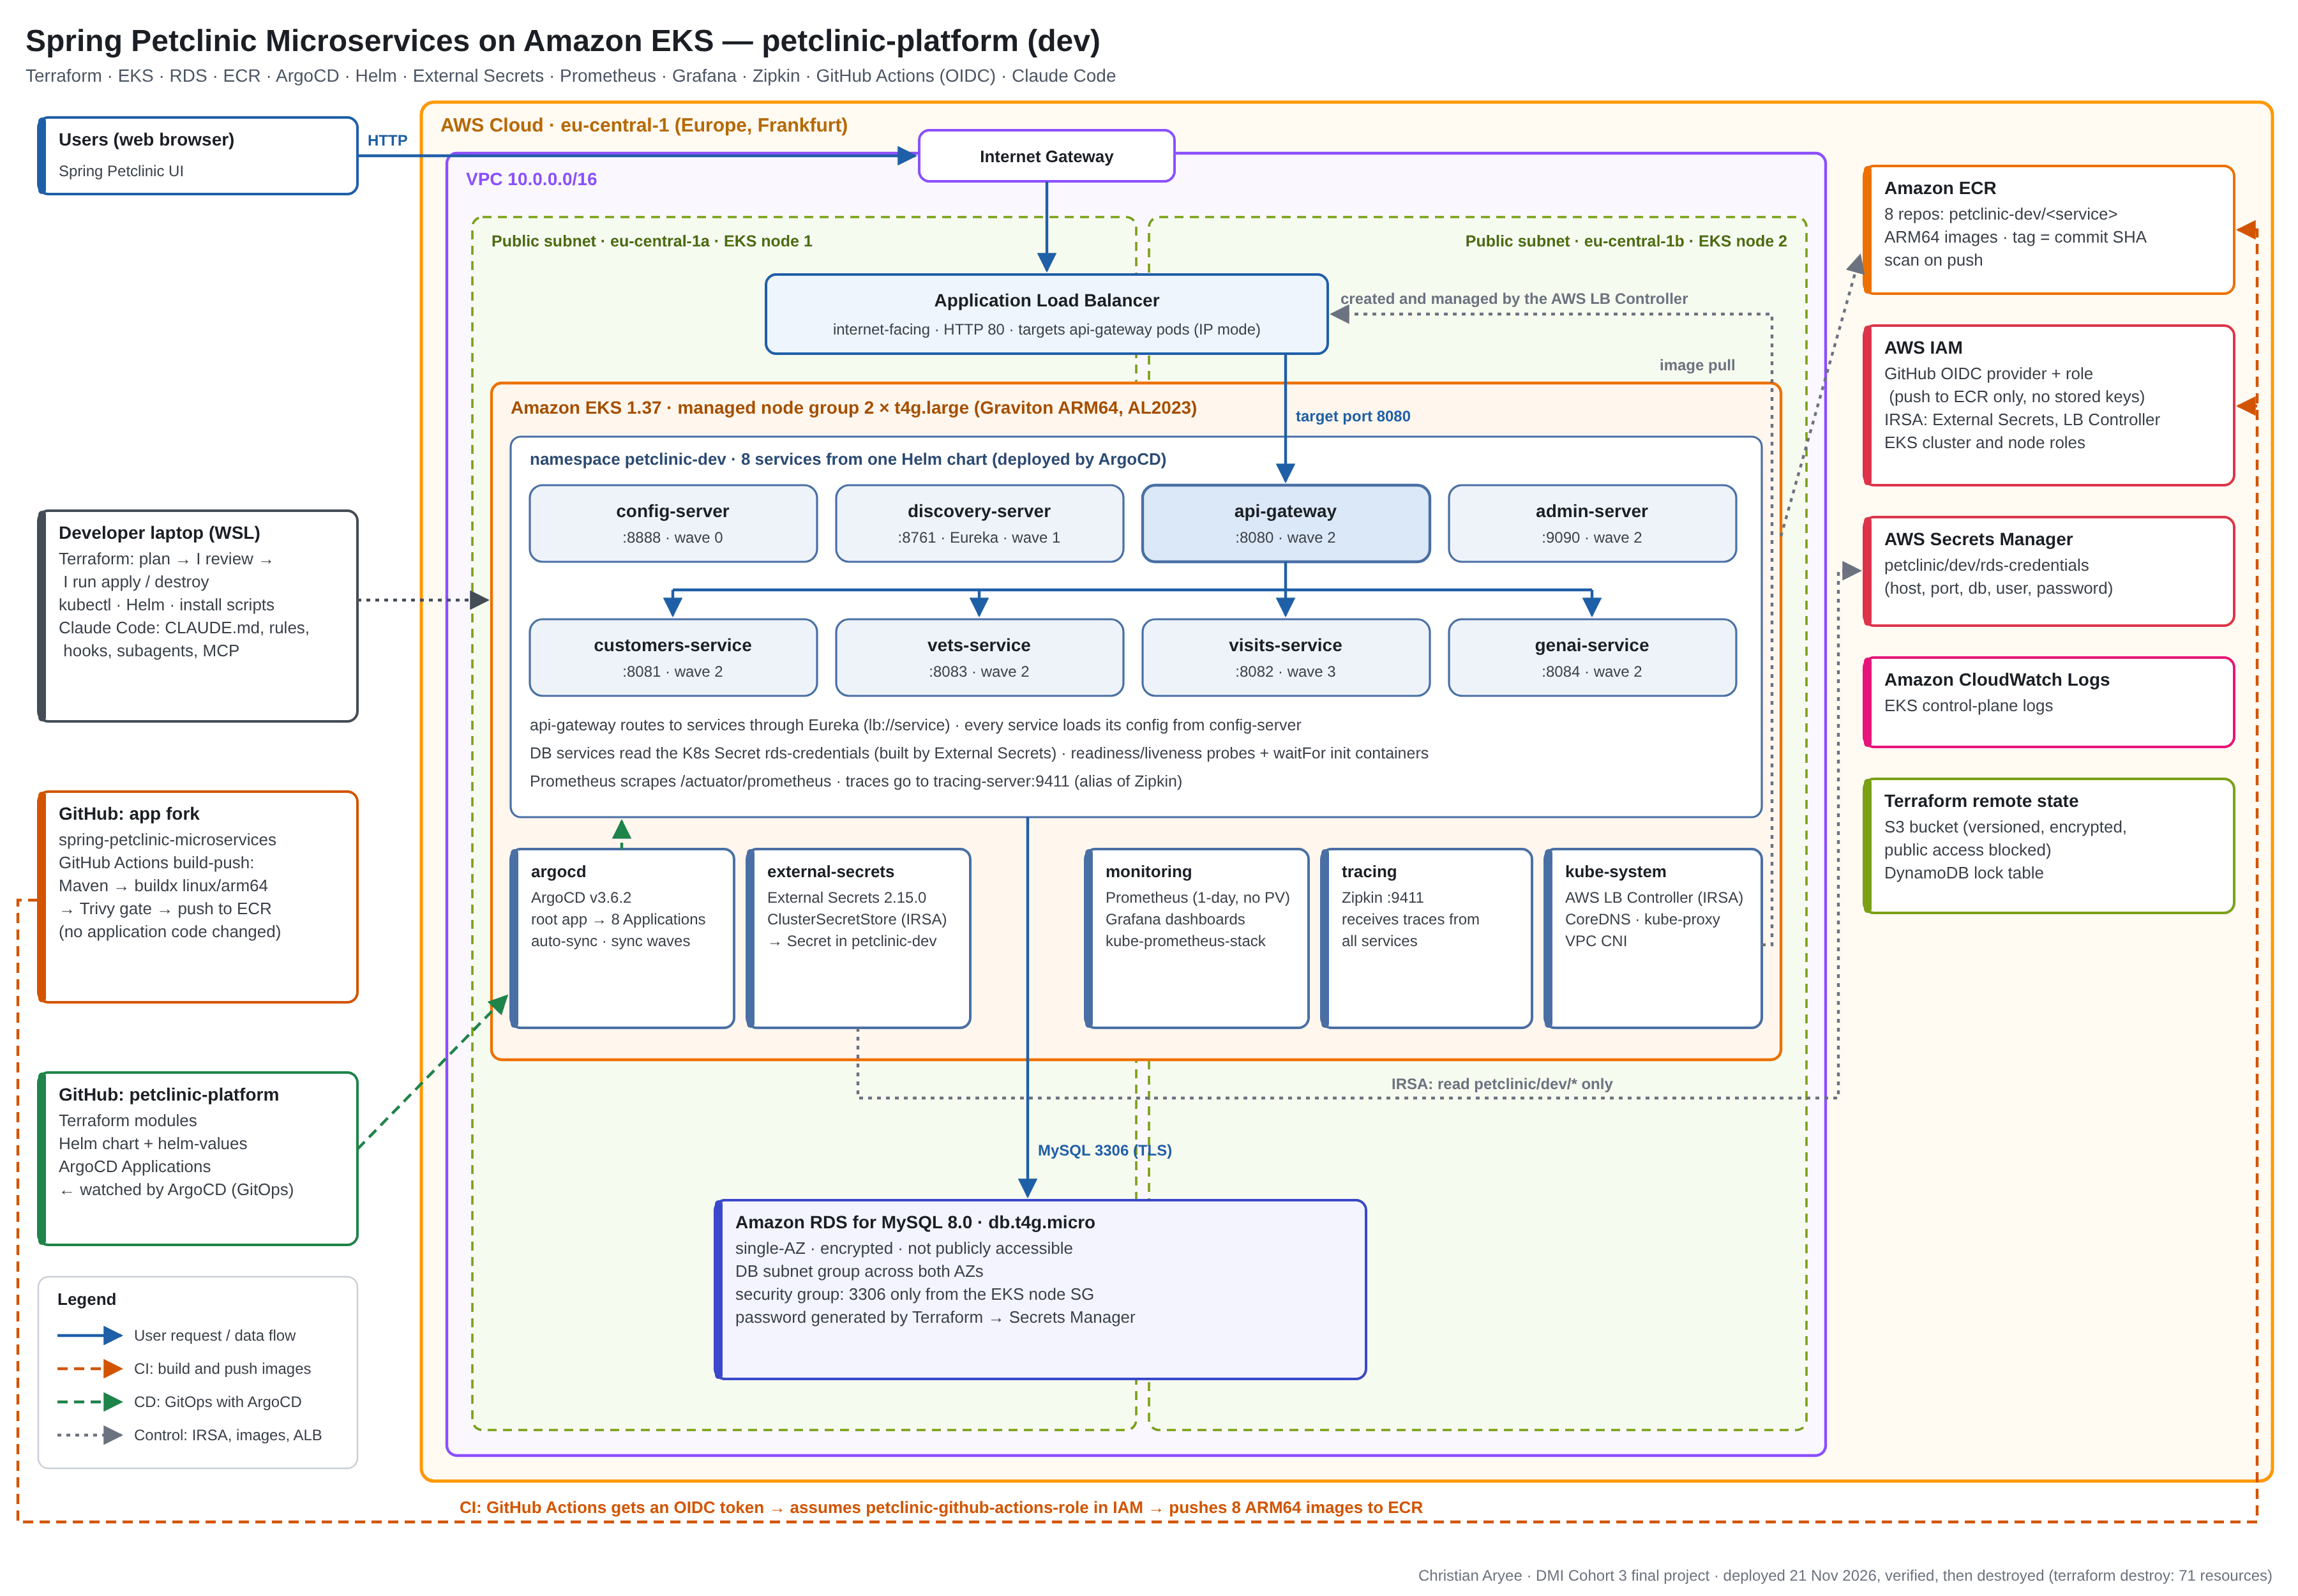 Spring Petclinic Microservices on Amazon EKS — petclinic-platform (dev)
Terraform · EKS · RDS · ECR · ArgoCD · Helm · External Secrets · Prometheus · Grafana · Zipkin · GitHub Actions (OIDC) · Claude Code
Users (web browser)
Spring Petclinic UI
HTTP
AWS Cloud · eu-central-1 (Europe, Frankfurt)
Internet Gateway
VPC 10.0.0.0/16
Public subnet · eu-central-1a · EKS node 1
Public subnet · eu-central-1b · EKS node 2
Application Load Balancer
internet-facing · HTTP 80 · targets api-gateway pods (IP mode)
created and managed by the AWS LB Controller
image pull
Amazon EKS 1.37 · managed node group 2 × t4g.large (Graviton ARM64, AL2023)
target port 8080
namespace petclinic-dev · 8 services from one Helm chart (deployed by ArgoCD)
config-server
:8888 · wave 0
discovery-server
:8761 · Eureka · wave 1
api-gateway
:8080 · wave 2
admin-server
:9090 · wave 2
customers-service
:8081 · wave 2
vets-service
:8083 · wave 2
visits-service
:8082 · wave 3
genai-service
:8084 · wave 2
api-gateway routes to services through Eureka (lb://service) · every service loads its config from config-server
DB services read the K8s Secret rds-credentials (built by External Secrets) · readiness/liveness probes + waitFor init containers
Prometheus scrapes /actuator/prometheus · traces go to tracing-server:9411 (alias of Zipkin)
argocd
ArgoCD v3.6.2
root app → 8 Applications
auto-sync · sync waves
external-secrets
External Secrets 2.15.0
ClusterSecretStore (IRSA)
→ Secret in petclinic-dev
monitoring
Prometheus (1-day, no PV)
Grafana dashboards
kube-prometheus-stack
tracing
Zipkin :9411
receives traces from
all services
kube-system
AWS LB Controller (IRSA)
CoreDNS · kube-proxy
VPC CNI
IRSA: read petclinic/dev/* only
MySQL 3306 (TLS)
Amazon RDS for MySQL 8.0 · db.t4g.micro
single-AZ · encrypted · not publicly accessible
DB subnet group across both AZs
security group: 3306 only from the EKS node SG
password generated by Terraform → Secrets Manager
Amazon ECR
8 repos: petclinic-dev/<service>
ARM64 images · tag = commit SHA
scan on push
AWS IAM
GitHub OIDC provider + role
(push to ECR only, no stored keys)
IRSA: External Secrets, LB Controller
EKS cluster and node roles
AWS Secrets Manager
petclinic/dev/rds-credentials
(host, port, db, user, password)
Amazon CloudWatch Logs
EKS control-plane logs
Terraform remote state
S3 bucket (versioned, encrypted,
public access blocked)
DynamoDB lock table
Developer laptop (WSL)
Terraform: plan → I review →
I run apply / destroy
kubectl · Helm · install scripts
Claude Code: CLAUDE.md, rules,
hooks, subagents, MCP
GitHub: app fork
spring-petclinic-microservices
GitHub Actions build-push:
Maven → buildx linux/arm64
→ Trivy gate → push to ECR
(no application code changed)
GitHub: petclinic-platform
Terraform modules
Helm chart + helm-values
ArgoCD Applications
← watched by ArgoCD (GitOps)
Legend
User request / data flow
CI: build and push images
CD: GitOps with ArgoCD
Control: IRSA, images, ALB
CI: GitHub Actions gets an OIDC token → assumes petclinic-github-actions-role in IAM → pushes 8 ARM64 images to ECR
Christian Aryee · DMI Cohort 3 final project · deployed 21 Nov 2026, verified, then destroyed (terraform destroy: 71 resources)